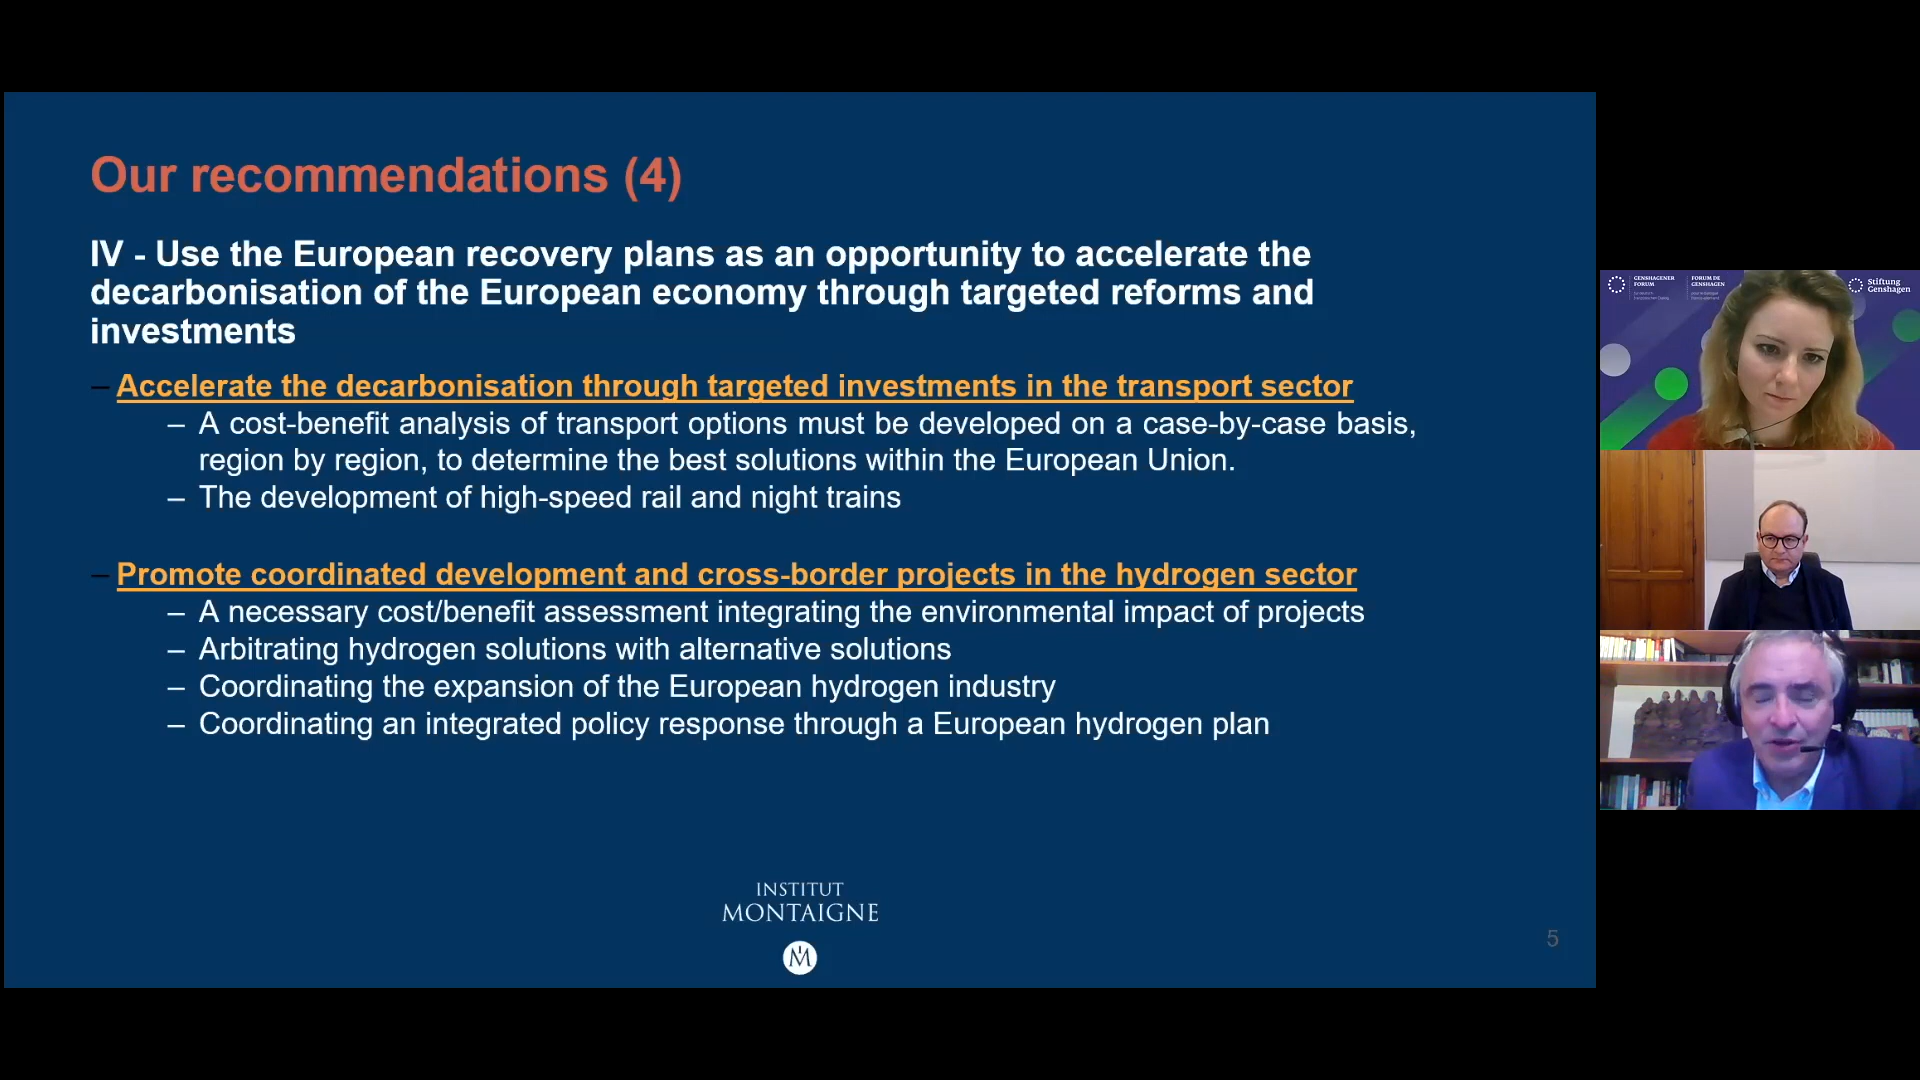 Our recommendations (4)
IV - Use the European recovery plans as an opportunity to accelerate the
decarbonisation of the European economy through targeted reforms and
investments
– Accelerate the decarbonisation through targeted investments in the transport sector
– A cost-benefit analysis of transport options must be developed on a case-by-case basis,
region by region, to determine the best solutions within the European Union.
– The development of high-speed rail and night trains
– Promote coordinated development and cross-border projects in the hydrogen sector
– A necessary cost/benefit assessment integrating the environmental impact of projects
– Arbitrating hydrogen solutions with alternative solutions
– Coordinating the expansion of the European hydrogen industry
– Coordinating an integrated policy response through a European hydrogen plan
INSTITUT
MONTAIGNE
M
5
GENSHAGENER
FORUM
FORUM DE
GENSHAGEN
Stiftung
Genshagen